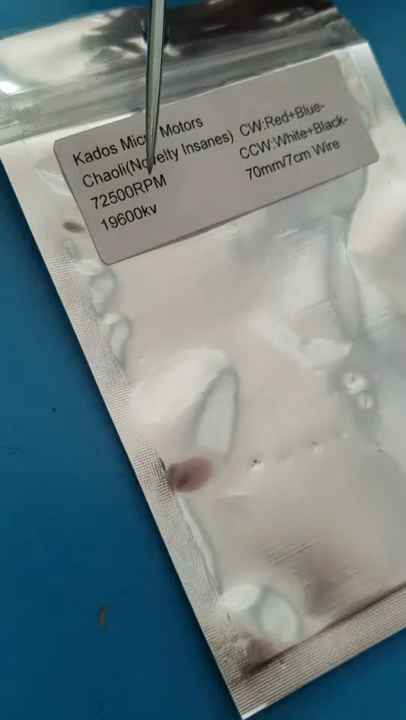 Kados Micro Motors
Chaoli(Novelty Insanes)
72500RPM
19600kv
CW:Red+Blue-
CCW:White+Black-
70mm/7cm Wire